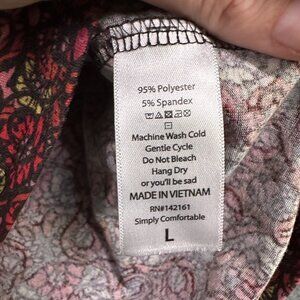 95% Polyester
5% Spandex
Machine Wash Cold
Gentle Cycle
Do Not Bleach
Hang Dry
or you'll be sad
MADE IN VIETNAM
RN#142161
Simply Comfortable
L